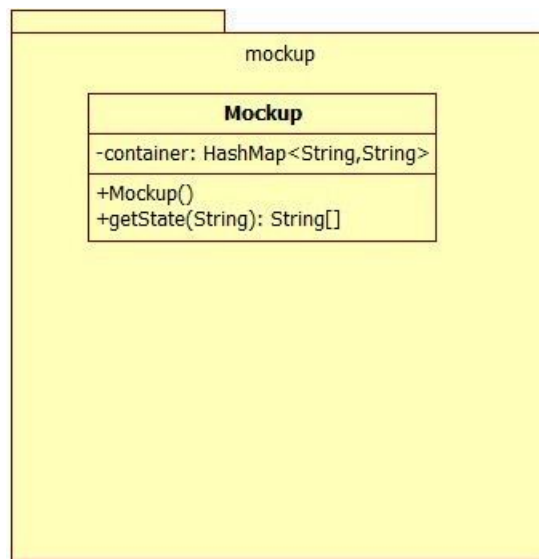 mockup
Mockup
-container: HashMap<String,String>
+Mockup()
+getState(String): String[]